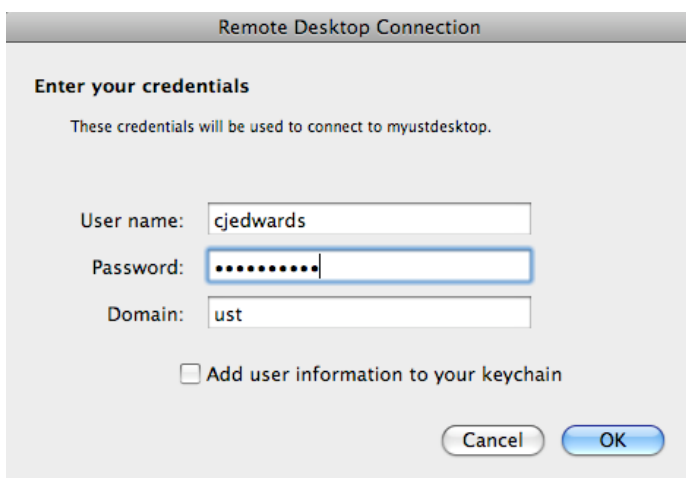 Remote Desktop Connection
Enter your credentials
These credentials will be used to connect to myustdesktop.
User name: cjedwards
Password: ••••••••••
Domain: ust
Add user information to your keychain
Cancel OK